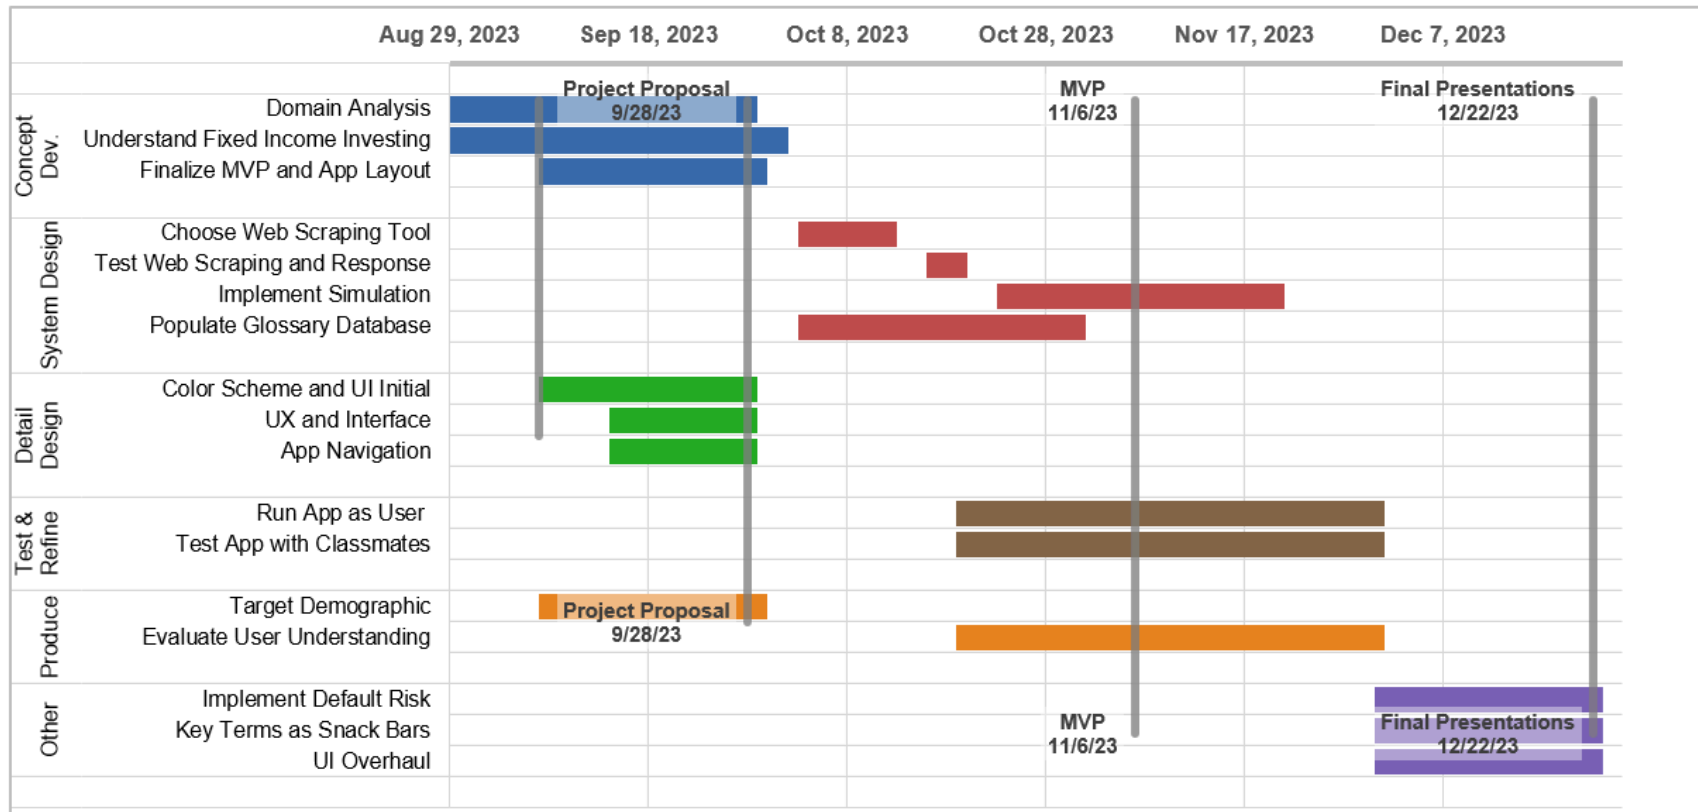 Aug 29, 2023 Sep 18, 2023 Oct 8, 2023 Oct 28, 2023 Nov 17, 2023 Dec 7, 2023
Project Proposal
9/28/23
MVP
11/6/23
Final Presentations
12/22/23
Concept
Dev.
Domain Analysis
Understand Fixed Income Investing
Finalize MVP and App Layout
System Design
Choose Web Scraping Tool
Test Web Scraping and Response
Implement Simulation
Populate Glossary Database
Detail
Design
Color Scheme and UI Initial
UX and Interface
App Navigation
Test &
Refine
Run App as User
Test App with Classmates
Produce
Target Demographic
Evaluate User Understanding
Project Proposal
9/28/23
Other
Implement Default Risk
Key Terms as Snack Bars
UI Overhaul
MVP
11/6/23
Final Presentations
12/22/23